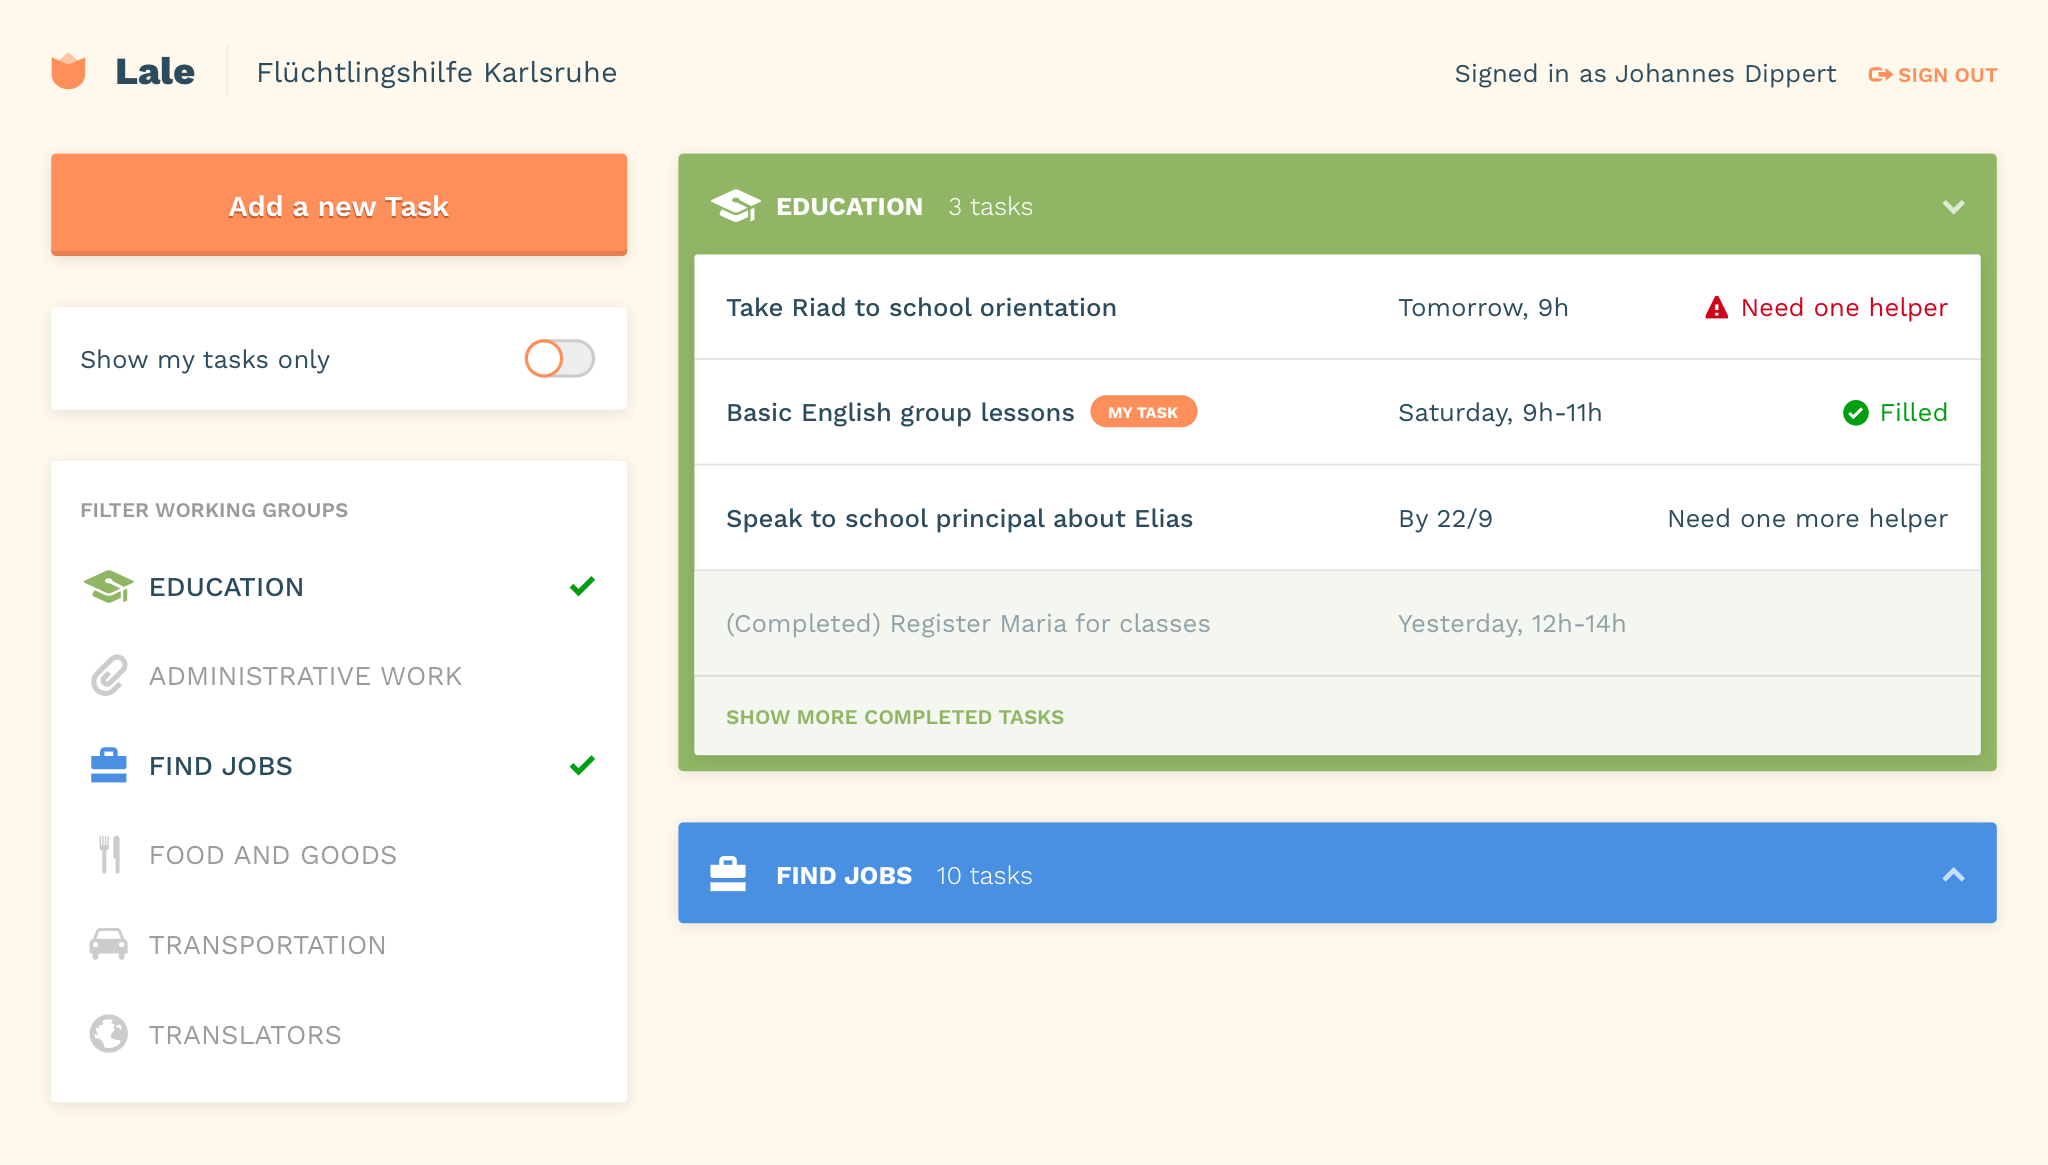 Lale
Flüchtlingshilfe Karlsruhe
Signed in as Johannes Dippert
SIGN OUT
Add a new Task
Show my tasks only
FILTER WORKING GROUPS
EDUCATION
ADMINISTRATIVE WORK
FIND JOBS
FOOD AND GOODS
TRANSPORTATION
TRANSLATORS
EDUCATION 3 tasks
Take Riad to school orientation Tomorrow, 9h Need one helper
Basic English group lessons MY TASK Saturday, 9h-11h Filled
Speak to school principal about Elias By 22/9 Need one more helper
(Completed) Register Maria for classes Yesterday, 12h-14h
SHOW MORE COMPLETED TASKS
FIND JOBS 10 tasks